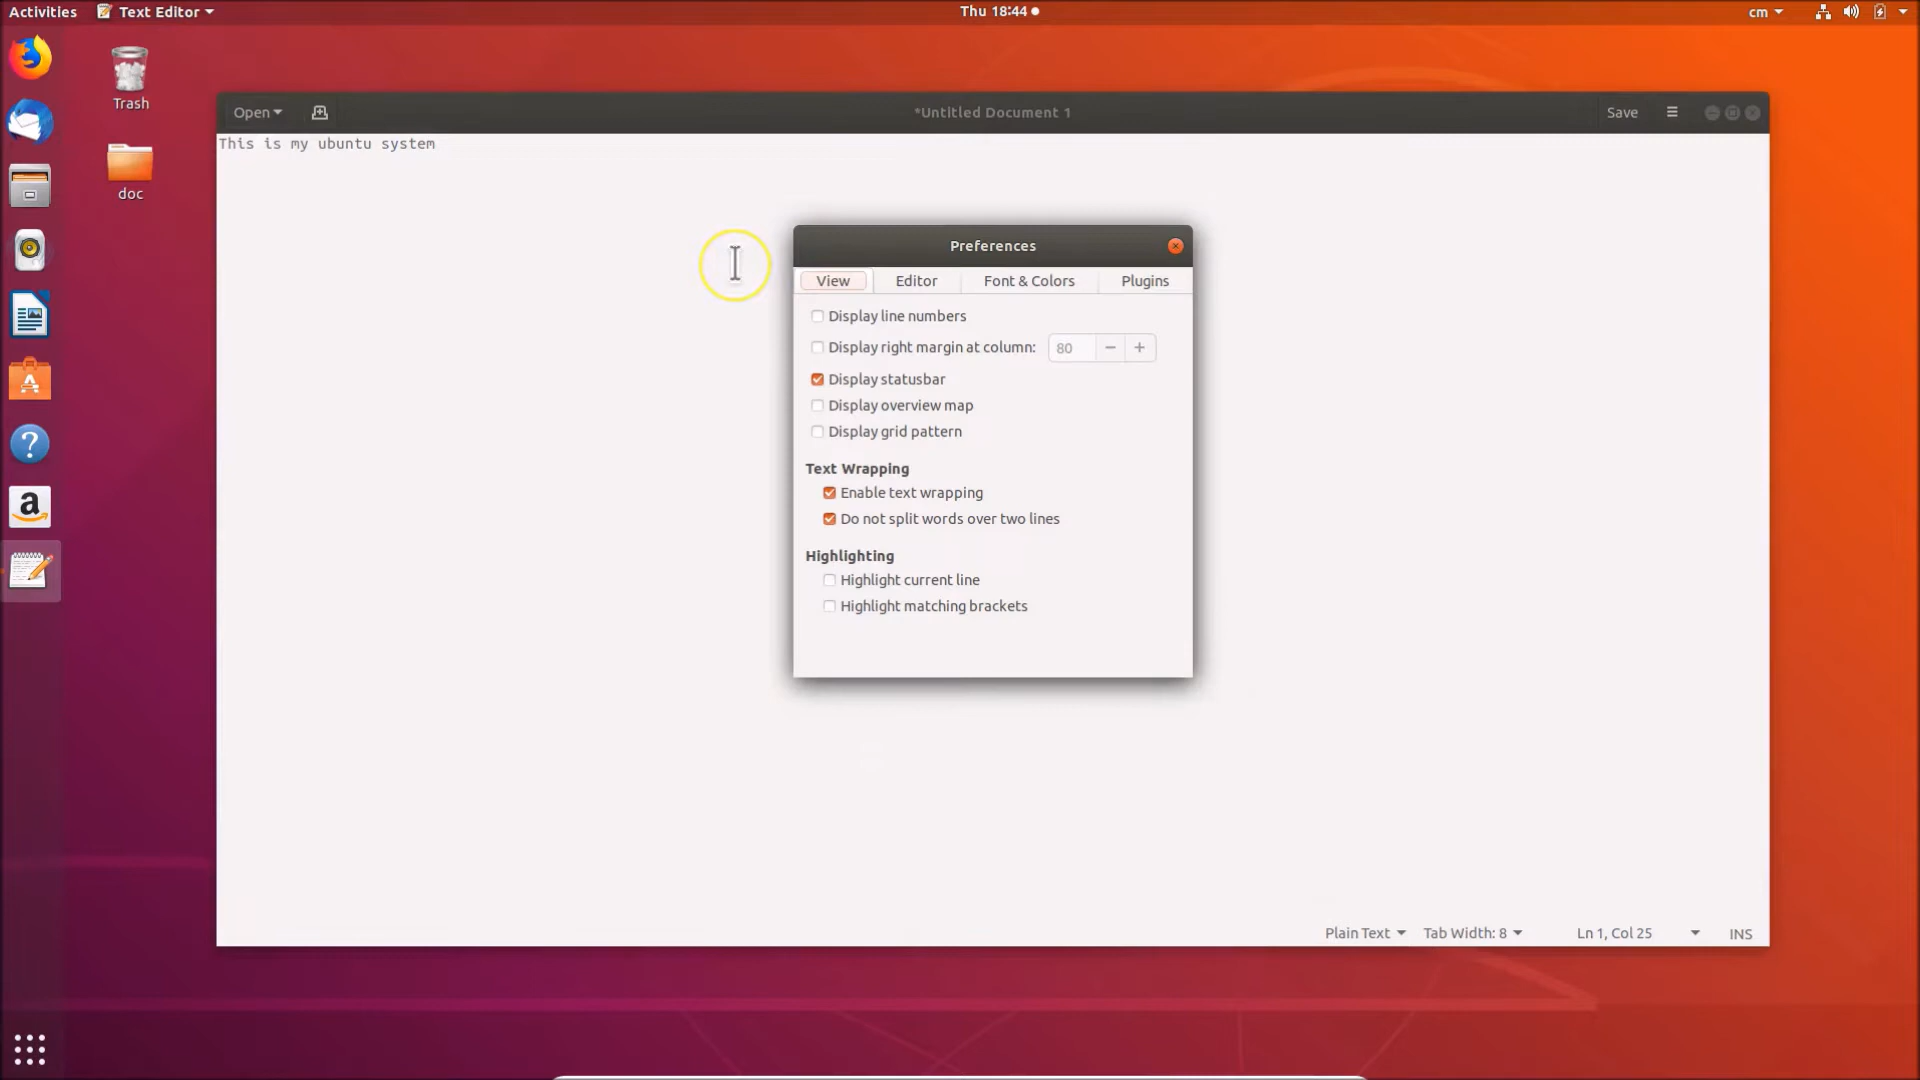 Activities Text Editor Thu 18:44 cm
Trash
doc
Open *Untitled Document 1 Save
This is my ubuntu system
Preferences
View Editor Font & Colors Plugins
Display line numbers
Display right margin at column: 80 − +
Display statusbar
Display overview map
Display grid pattern
Text Wrapping
Enable text wrapping
Do not split words over two lines
Highlighting
Highlight current line
Highlight matching brackets
Plain Text Tab Width: 8 Ln 1, Col 25 INS